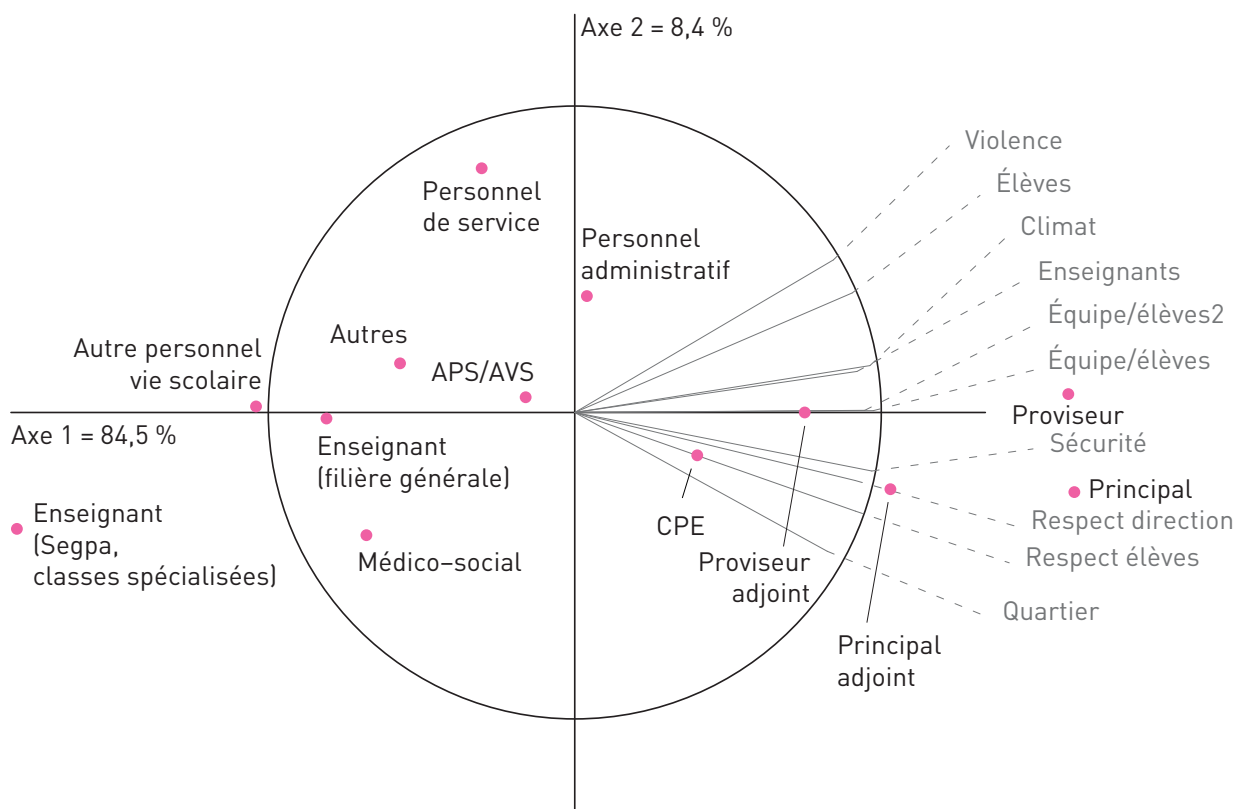 Axe 2 = 8,4 %
Violence
Élèves
Climat
Enseignants
Équipe/élèves2
Équipe/élèves
Proviseur
Sécurité
Principal
Respect direction
Respect élèves
Quartier
Personnel
de service
Personnel
administratif
Autres
APS/AVS
Autre personnel
vie scolaire
Axe 1 = 84,5 %
Enseignant
(filière générale)
Enseignant
(Segpa,
classes spécialisées)
Médico–social
CPE
Proviseur
adjoint
Principal
adjoint